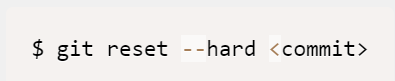 $ git reset --hard <commit>